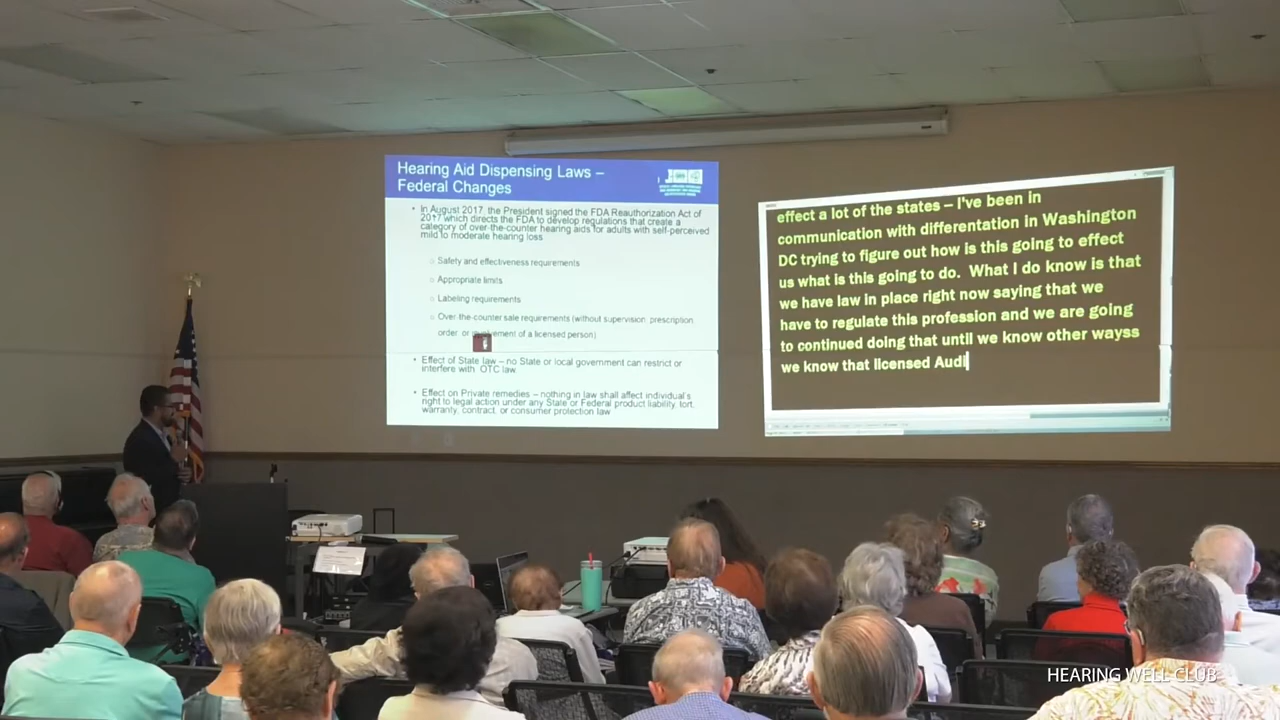 Hearing Aid Dispensing Laws –
Federal Changes
• In August 2017, the President signed the FDA Reauthorization Act of
2017 which directs the FDA to develop regulations that create a
category of over-the-counter hearing aids for adults with self-perceived
mild to moderate hearing loss
○ Safety and effectiveness requirements
○ Appropriate limits
○ Labeling requirements
○ Over-the-counter sale requirements (without supervision, prescription
order, or involvement of a licensed person)
• Effect of State law – no State or local government can restrict or
interfere with OTC law
• Effect on Private remedies – nothing in law shall affect individual's
right to legal action under any State or Federal product liability, tort,
warranty, contract, or consumer protection law
effect a lot of the states – I've been in
communication with differentation in Washington
DC trying to figure out how is this going to effect
us what is this going to do. What I do know is that
we have law in place right now saying that we
have to regulate this profession and we are going
to continued doing that until we know other wayss
we know that licensed Audi
HEARING WELL CLUB